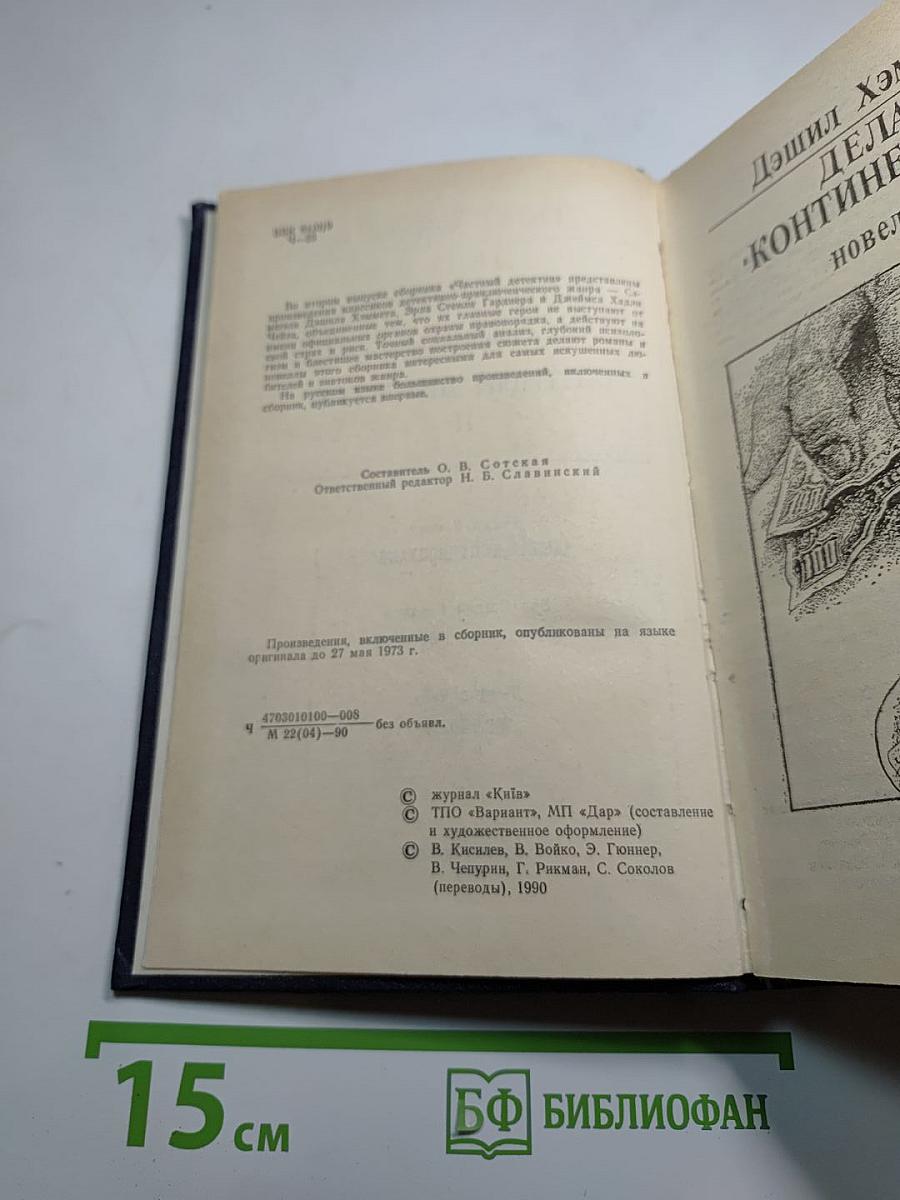 Ч—25
Во втором выпуске сборника «Частный детектив» представлены
произведения классиков детективно-приключенческого жанра — Сэ-
мюэля Дэшила Хэммета, Эрла Стенли Гарднера и Джеймса Хэдли
Чейза, объединенные тем, что их главные герои не выступают от
имени официальных органов охраны правопорядка, а действуют на
свой страх и риск. Точный социальный анализ, глубокий психоло-
гизм и блестящее мастерство построения сюжета делают романы и
новеллы этого сборника интересными для самых искушенных лю-
бителей и знатоков жанра.
На русском языке большинство произведений, включенных в
сборник, публикуется впервые.
Составитель О. В. Сотская
Ответственный редактор Н. Б. Славинский
Произведения, включенные в сборник, опубликованы на языке
оригинала до 27 мая 1973 г.
Ч 4703010100—008
М 22(04)—90 без объявл.
© журнал «Київ»
© ТПО «Вариант», МП «Дар» (составление
и художественное оформление)
© В. Кисилев, В. Войко, Э. Гюннер,
В. Чепурин, Г. Рикман, С. Соколов
(переводы), 1990
Дэшил Хэм
ДЕЛА
«КОНТИНЕ
новел
15 см
БФ БИБЛИОФАН